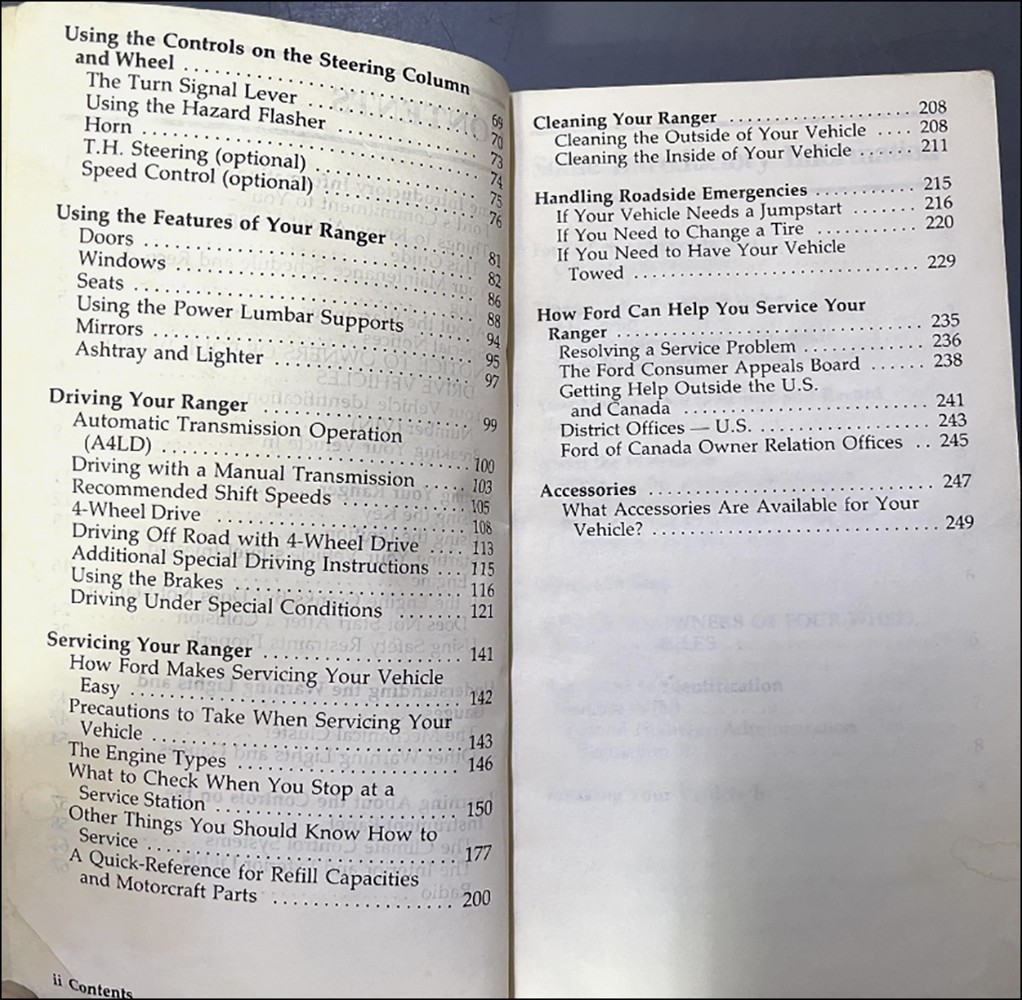 Using the Controls on the Steering Column
and Wheel ........................ 69
The Turn Signal Lever ................ 70
Using the Hazard Flasher ............. 73
Horn ........................ 74
T.H. Steering (optional) ................ 75
Speed Control (optional) ................ 76
Using the Features of Your Ranger ........ 81
Doors ........................ 82
Windows ........................ 86
Seats ........................ 88
Using the Power Lumbar Supports ....... 94
Mirrors ........................ 95
Ashtray and Lighter .................. 97
Driving Your Ranger .................. 99
Automatic Transmission Operation
(A4LD) ........................ 100
Driving with a Manual Transmission ..... 103
Recommended Shift Speeds ............ 105
4-Wheel Drive ..................... 108
Driving Off Road with 4-Wheel Drive .... 113
Additional Special Driving Instructions ... 115
Using the Brakes ..................... 116
Driving Under Special Conditions ....... 121
Servicing Your Ranger ................. 141
How Ford Makes Servicing Your Vehicle
Easy ........................ 142
Precautions to Take When Servicing Your
Vehicle ........................ 143
The Engine Types ................... 146
What to Check When You Stop at a
Service Station ..................... 150
Other Things You Should Know How to
Service ........................ 177
A Quick-Reference for Refill Capacities
and Motorcraft Parts ................ 200
ii Contents
Cleaning Your Ranger .................. 208
Cleaning the Outside of Your Vehicle .... 208
Cleaning the Inside of Your Vehicle ...... 211
Handling Roadside Emergencies .......... 215
If Your Vehicle Needs a Jumpstart ....... 216
If You Need to Change a Tire ........... 220
If You Need to Have Your Vehicle
Towed ........................ 229
How Ford Can Help You Service Your
Ranger ........................ 235
Resolving a Service Problem ............ 236
The Ford Consumer Appeals Board ...... 238
Getting Help Outside the U.S.
and Canada ...................... 241
District Offices — U.S. ................ 243
Ford of Canada Owner Relation Offices .. 245
Accessories ........................ 247
What Accessories Are Available for Your
Vehicle? ........................ 249